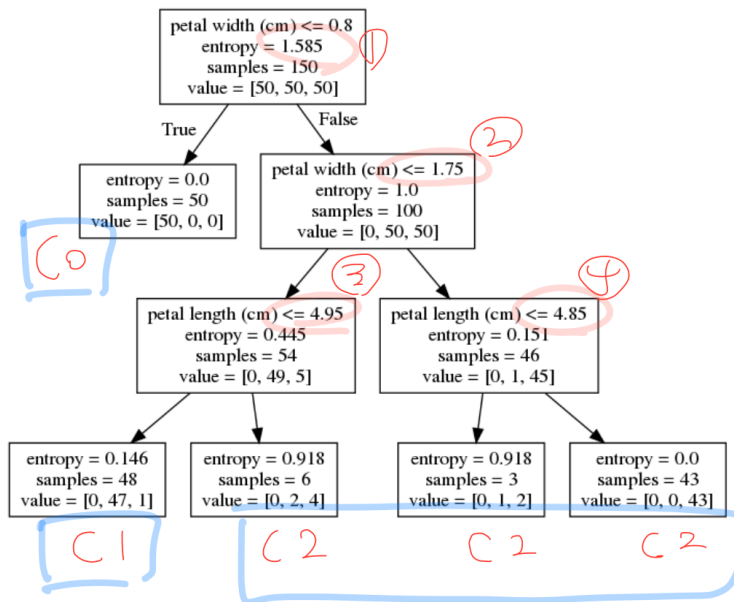 petal width (cm) <= 0.8
entropy = 1.585
samples = 150
value = [50, 50, 50]
①
True
False
entropy = 0.0
samples = 50
value = [50, 0, 0]
C0
petal width (cm) <= 1.75
entropy = 1.0
samples = 100
value = [0, 50, 50]
②
petal length (cm) <= 4.95
entropy = 0.445
samples = 54
value = [0, 49, 5]
③
petal length (cm) <= 4.85
entropy = 0.151
samples = 46
value = [0, 1, 45]
④
entropy = 0.146
samples = 48
value = [0, 47, 1]
C1
entropy = 0.918
samples = 6
value = [0, 2, 4]
C2
entropy = 0.918
samples = 3
value = [0, 1, 2]
C2
entropy = 0.0
samples = 43
value = [0, 0, 43]
C2